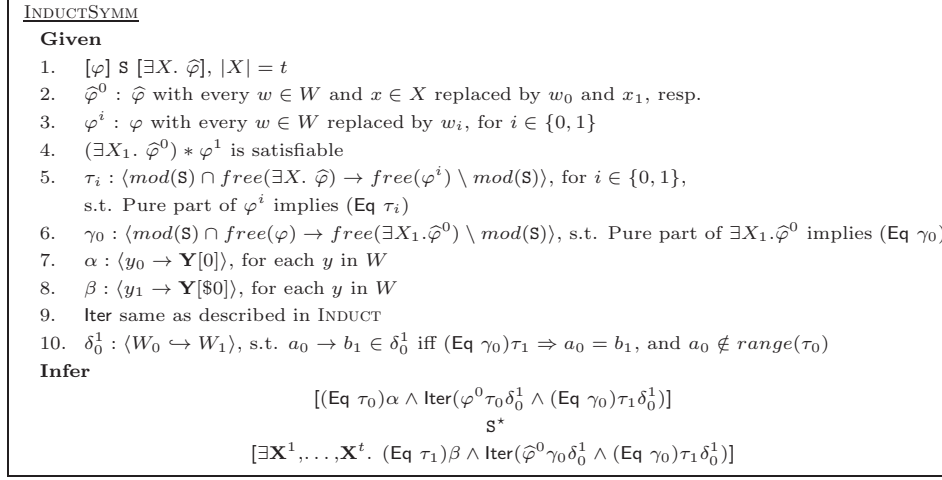 INDUCTSYMM
Given
1. [φ] S [∃X. φ̂], |X| = t
2. φ̂⁰ : φ̂ with every w ∈ W and x ∈ X replaced by w₀ and x₁, resp.
3. φⁱ : φ with every w ∈ W replaced by wᵢ, for i ∈ {0, 1}
4. (∃X₁. φ̂⁰) ∗ φ¹ is satisfiable
5. τᵢ : ⟨mod(S) ∩ free(∃X. φ̂) → free(φⁱ) \ mod(S)⟩, for i ∈ {0, 1},
s.t. Pure part of φⁱ implies (Eq τᵢ)
6. γ₀ : ⟨mod(S) ∩ free(φ) → free(∃X₁.φ̂⁰) \ mod(S)⟩, s.t. Pure part of ∃X₁.φ̂⁰ implies (Eq γ₀)
7. α : ⟨y₀ → Y[0]⟩, for each y in W
8. β : ⟨y₁ → Y[$0]⟩, for each y in W
9. Iter same as described in INDUCT
10. δ₀¹ : ⟨W₀ ↪ W₁⟩, s.t. a₀ → b₁ ∈ δ₀¹ iff (Eq γ₀)τ₁ ⇒ a₀ = b₁, and a₀ ∉ range(τ₀)
Infer
[(Eq τ₀)α ∧ Iter(φ⁰τ₀δ₀¹ ∧ (Eq γ₀)τ₁δ₀¹)]
S⋆
[∃X¹,...,Xᵗ. (Eq τ₁)β ∧ Iter(φ̂⁰γ₀δ₀¹ ∧ (Eq γ₀)τ₁δ₀¹)]